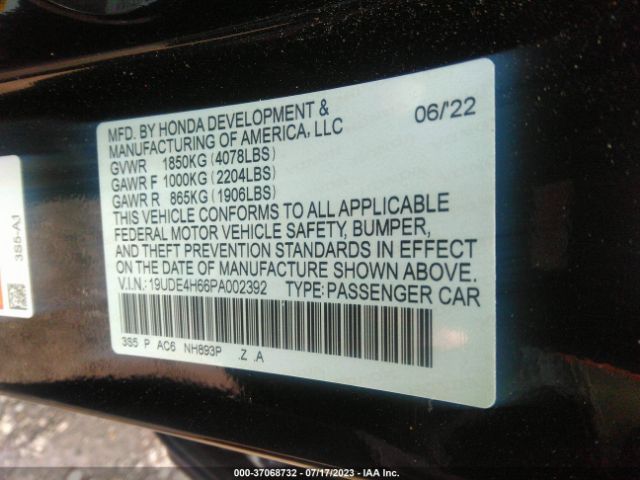 MFD. BY HONDA DEVELOPMENT & 06/'22
MANUFACTURING OF AMERICA, LLC
GVWR 1850KG (4078LBS)
GAWR F 1000KG (2204LBS)
GAWR R 865KG (1906LBS)
THIS VEHICLE CONFORMS TO ALL APPLICABLE
FEDERAL MOTOR VEHICLE SAFETY, BUMPER,
AND THEFT PREVENTION STANDARDS IN EFFECT
ON THE DATE OF MANUFACTURE SHOWN ABOVE.
V.I.N.: 19UDE4H66PA002392 TYPE: PASSENGER CAR
3S5 P AC6 NH893P .Z .A
3S5-AJ
000-37068732 - 07/17/2023 - IAA Inc.